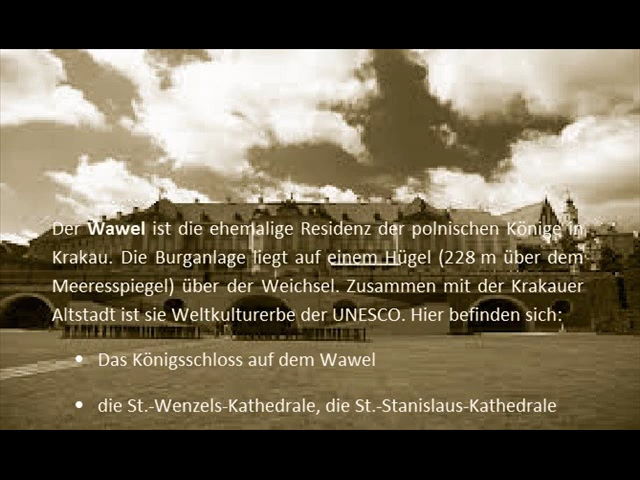 Der Wawel ist die ehemalige Residenz der polnischen Könige in
Krakau. Die Burganlage liegt auf einem Hügel (228 m über dem
Meeresspiegel) über der Weichsel. Zusammen mit der Krakauer
Altstadt ist sie Weltkulturerbe der UNESCO. Hier befinden sich:
• Das Königsschloss auf dem Wawel
• die St.-Wenzels-Kathedrale, die St.-Stanislaus-Kathedrale